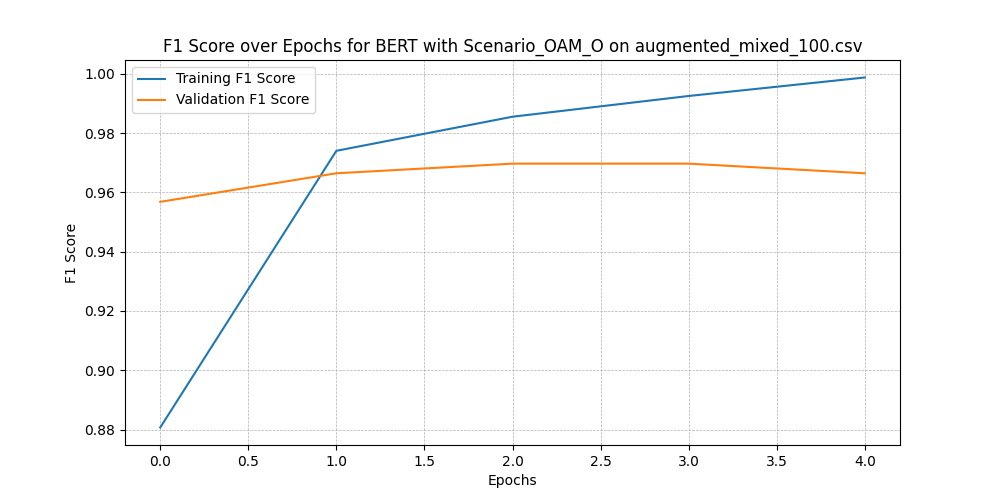 F1 Score over Epochs for BERT with Scenario_OAM_O on augmented_mixed_100.csv
Training F1 Score
Validation F1 Score
1.00
0.98
0.96
0.94
0.92
0.90
0.88
F1 Score
0.0 0.5 1.0 1.5 2.0 2.5 3.0 3.5 4.0
Epochs